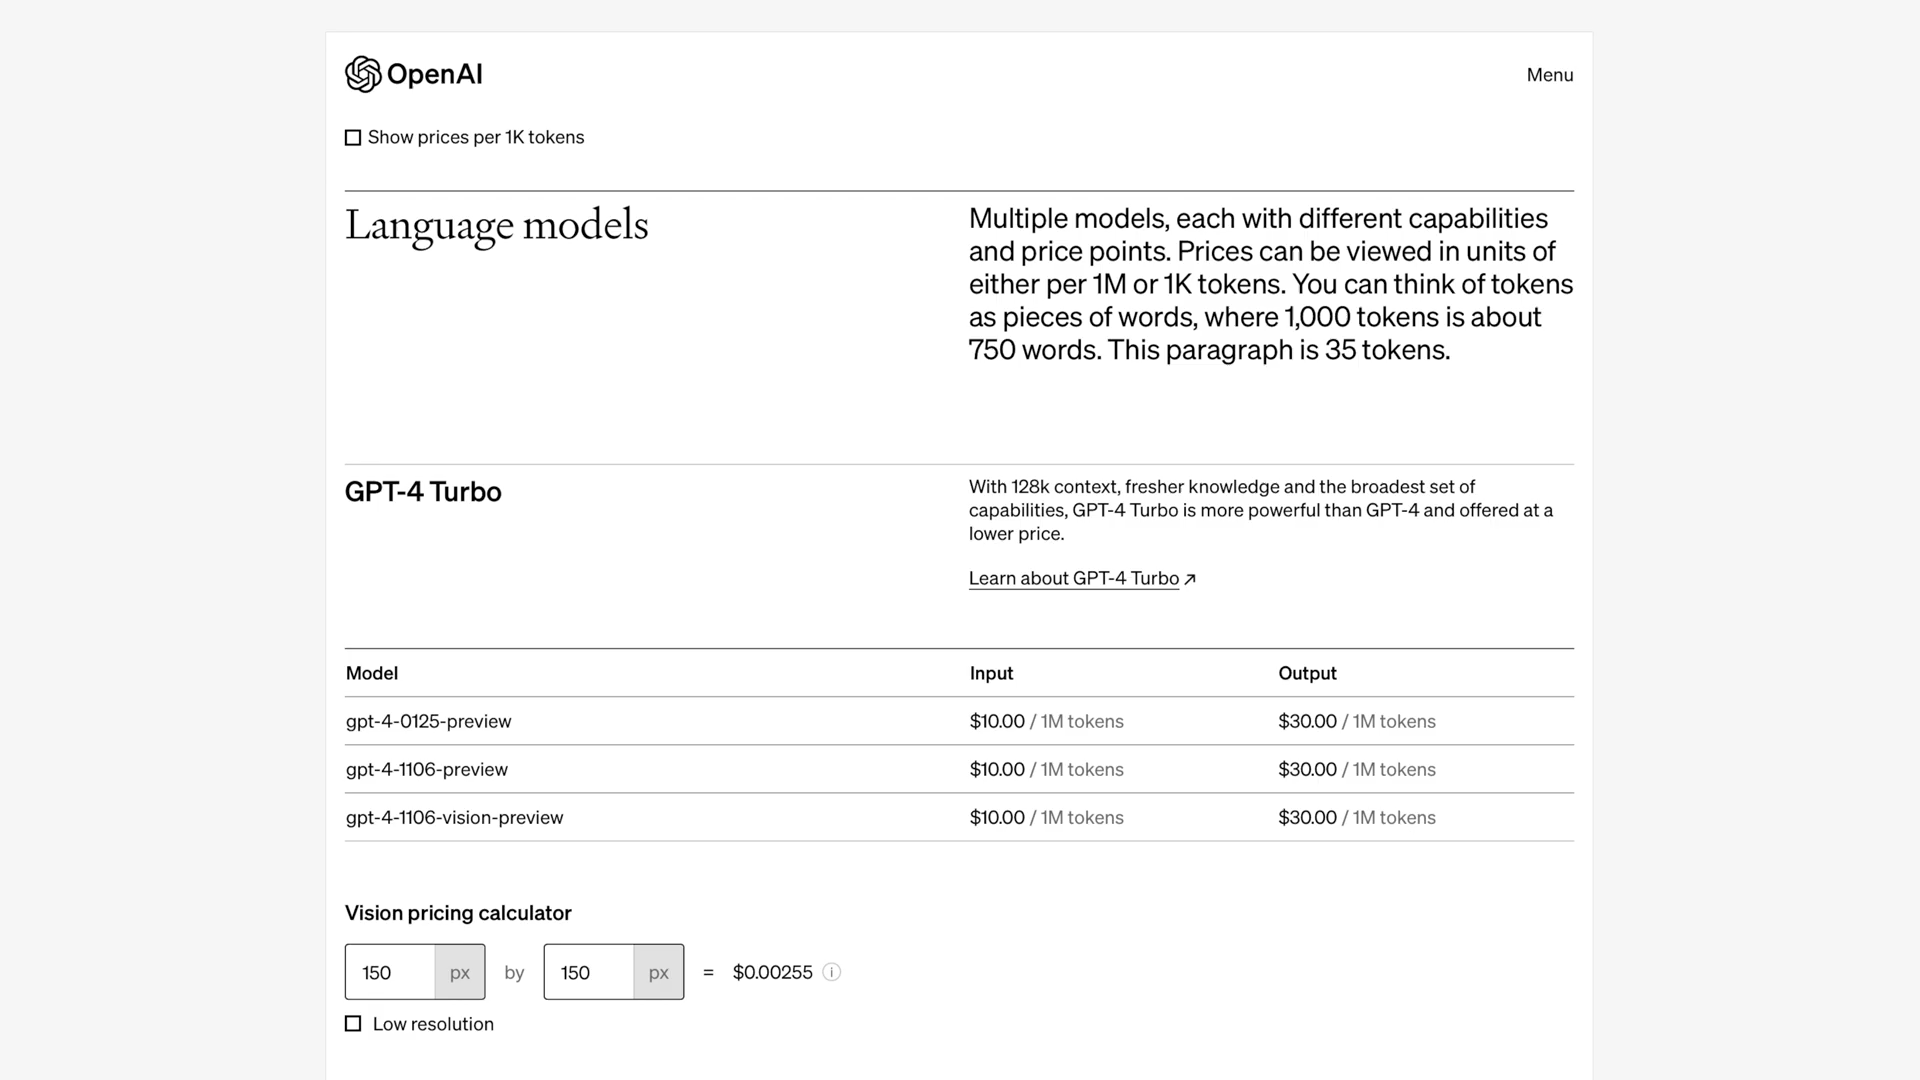 OpenAI
Menu
Show prices per 1K tokens
Language models
Multiple models, each with different capabilities
and price points. Prices can be viewed in units of
either per 1M or 1K tokens. You can think of tokens
as pieces of words, where 1,000 tokens is about
750 words. This paragraph is 35 tokens.
GPT-4 Turbo
With 128k context, fresher knowledge and the broadest set of
capabilities, GPT-4 Turbo is more powerful than GPT-4 and offered at a
lower price.
Learn about GPT-4 Turbo ↗
Model Input Output
gpt-4-0125-preview $10.00 / 1M tokens $30.00 / 1M tokens
gpt-4-1106-preview $10.00 / 1M tokens $30.00 / 1M tokens
gpt-4-1106-vision-preview $10.00 / 1M tokens $30.00 / 1M tokens
Vision pricing calculator
150 px by 150 px = $0.00255 i
Low resolution